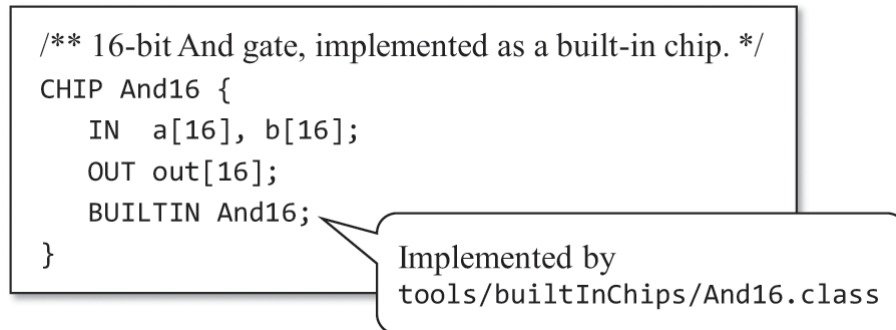 /** 16-bit And gate, implemented as a built-in chip. */
CHIP And16 {
IN a[16], b[16];
OUT out[16];
BUILTIN And16;
}
Implemented by
tools/builtInChips/And16.class